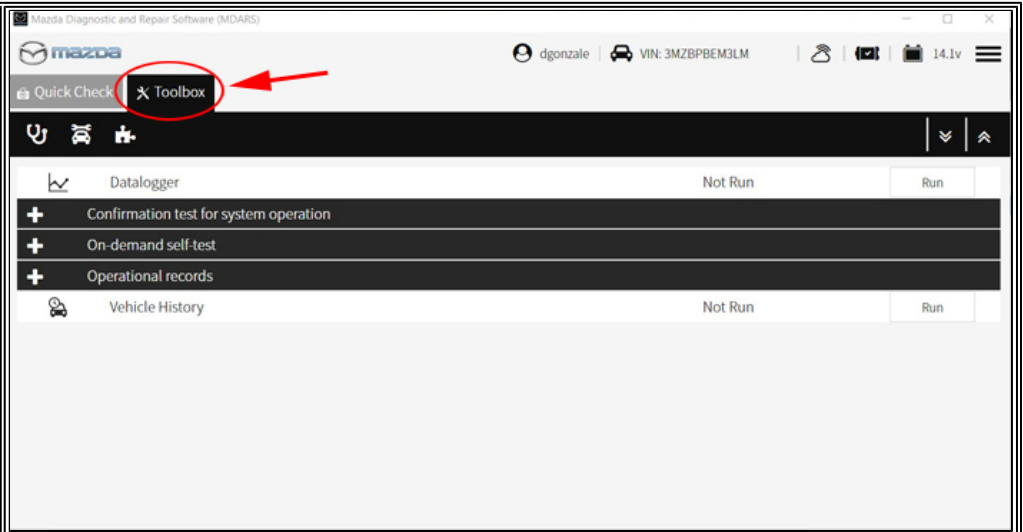 Mazda Diagnostic and Repair Software (MDARS)
mazda dgonzale VIN: 3MZBPBEM3LM 14.1v
Quick Check Toolbox
Datalogger Not Run Run
Confirmation test for system operation
On-demand self-test
Operational records
Vehicle History Not Run Run